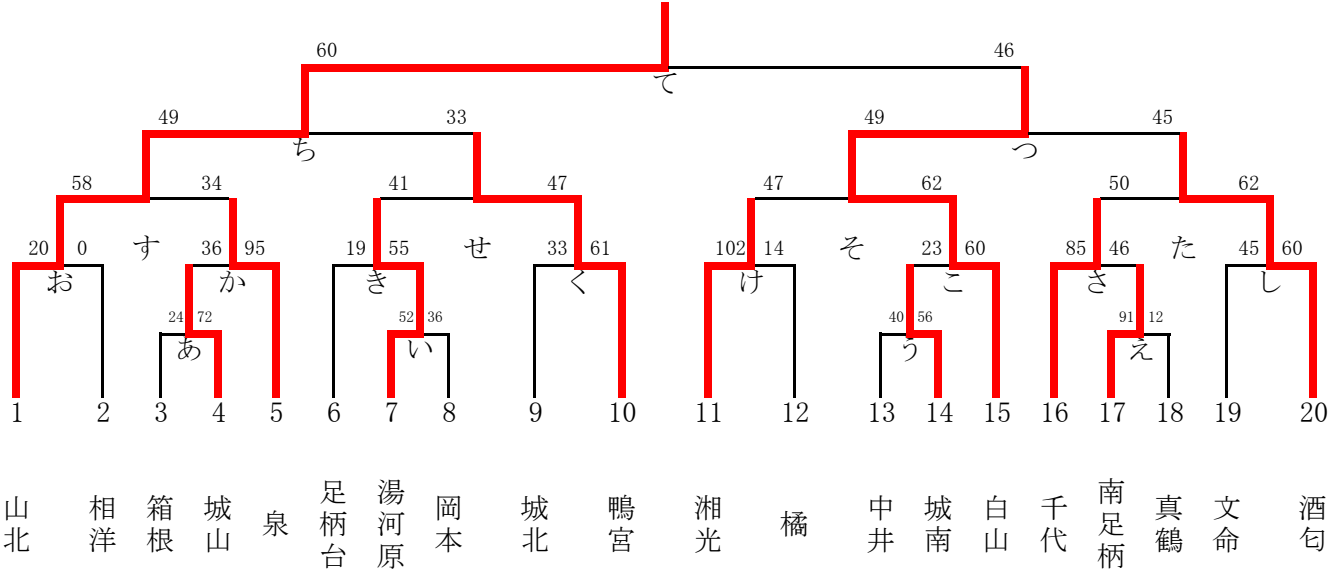 60 46
て
49 33 49 45
ち つ
58 34 41 47 47 62 50 62
す せ そ た
20 0 36 95 19 55 33 61 102 14 23 60 85 46 45 60
お か き く け こ さ し
24 72 52 36 40 56 91 12
あ い う え
1 2 3 4 5 6 7 8 9 10 11 12 13 14 15 16 17 18 19 20
山北 相洋 箱根 城山 泉 足柄台 湯河原 岡本 城北 鴨宮 湘光 橘 中井 城南 白山 千代 南足柄 真鶴 文命 酒匂